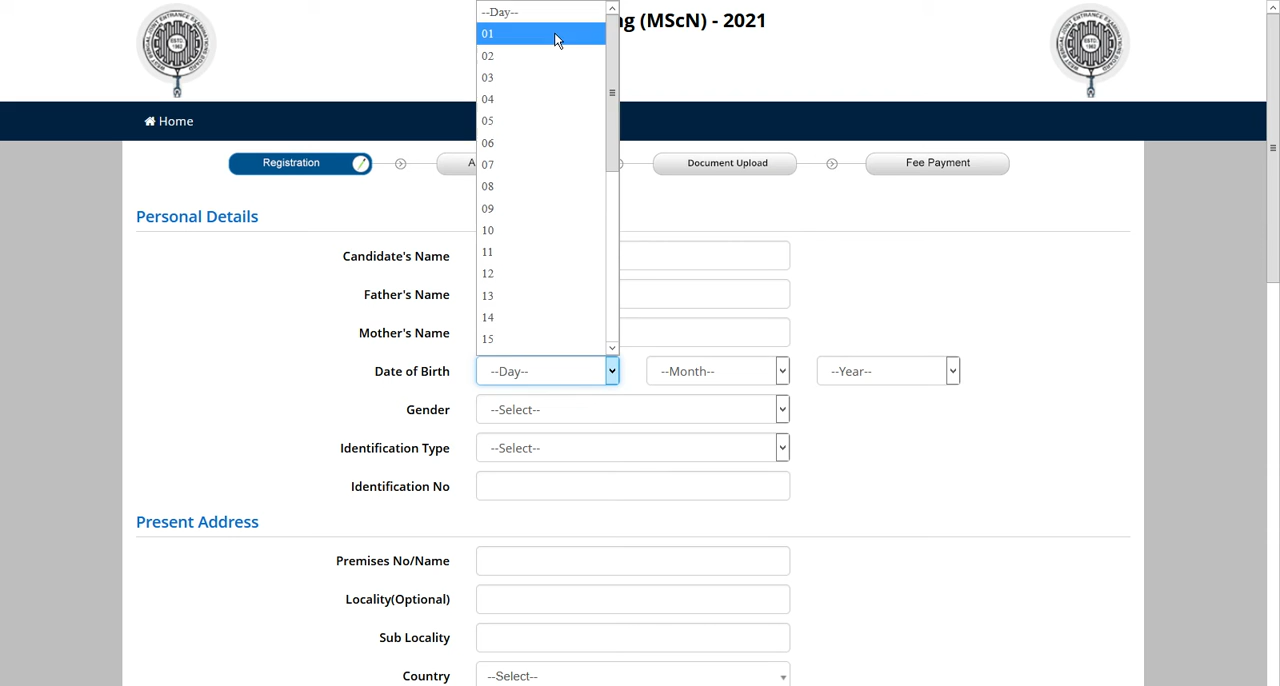 --Day--
ng (MScN) - 2021
01
02
03
04
05
06
07
08
09
10
11
12
13
14
15
Home
Registration
A
Document Upload
Fee Payment
Personal Details
Candidate's Name
Father's Name
Mother's Name
Date of Birth
--Day--
--Month--
--Year--
Gender
--Select--
Identification Type
--Select--
Identification No
Present Address
Premises No/Name
Locality(Optional)
Sub Locality
Country
--Select--